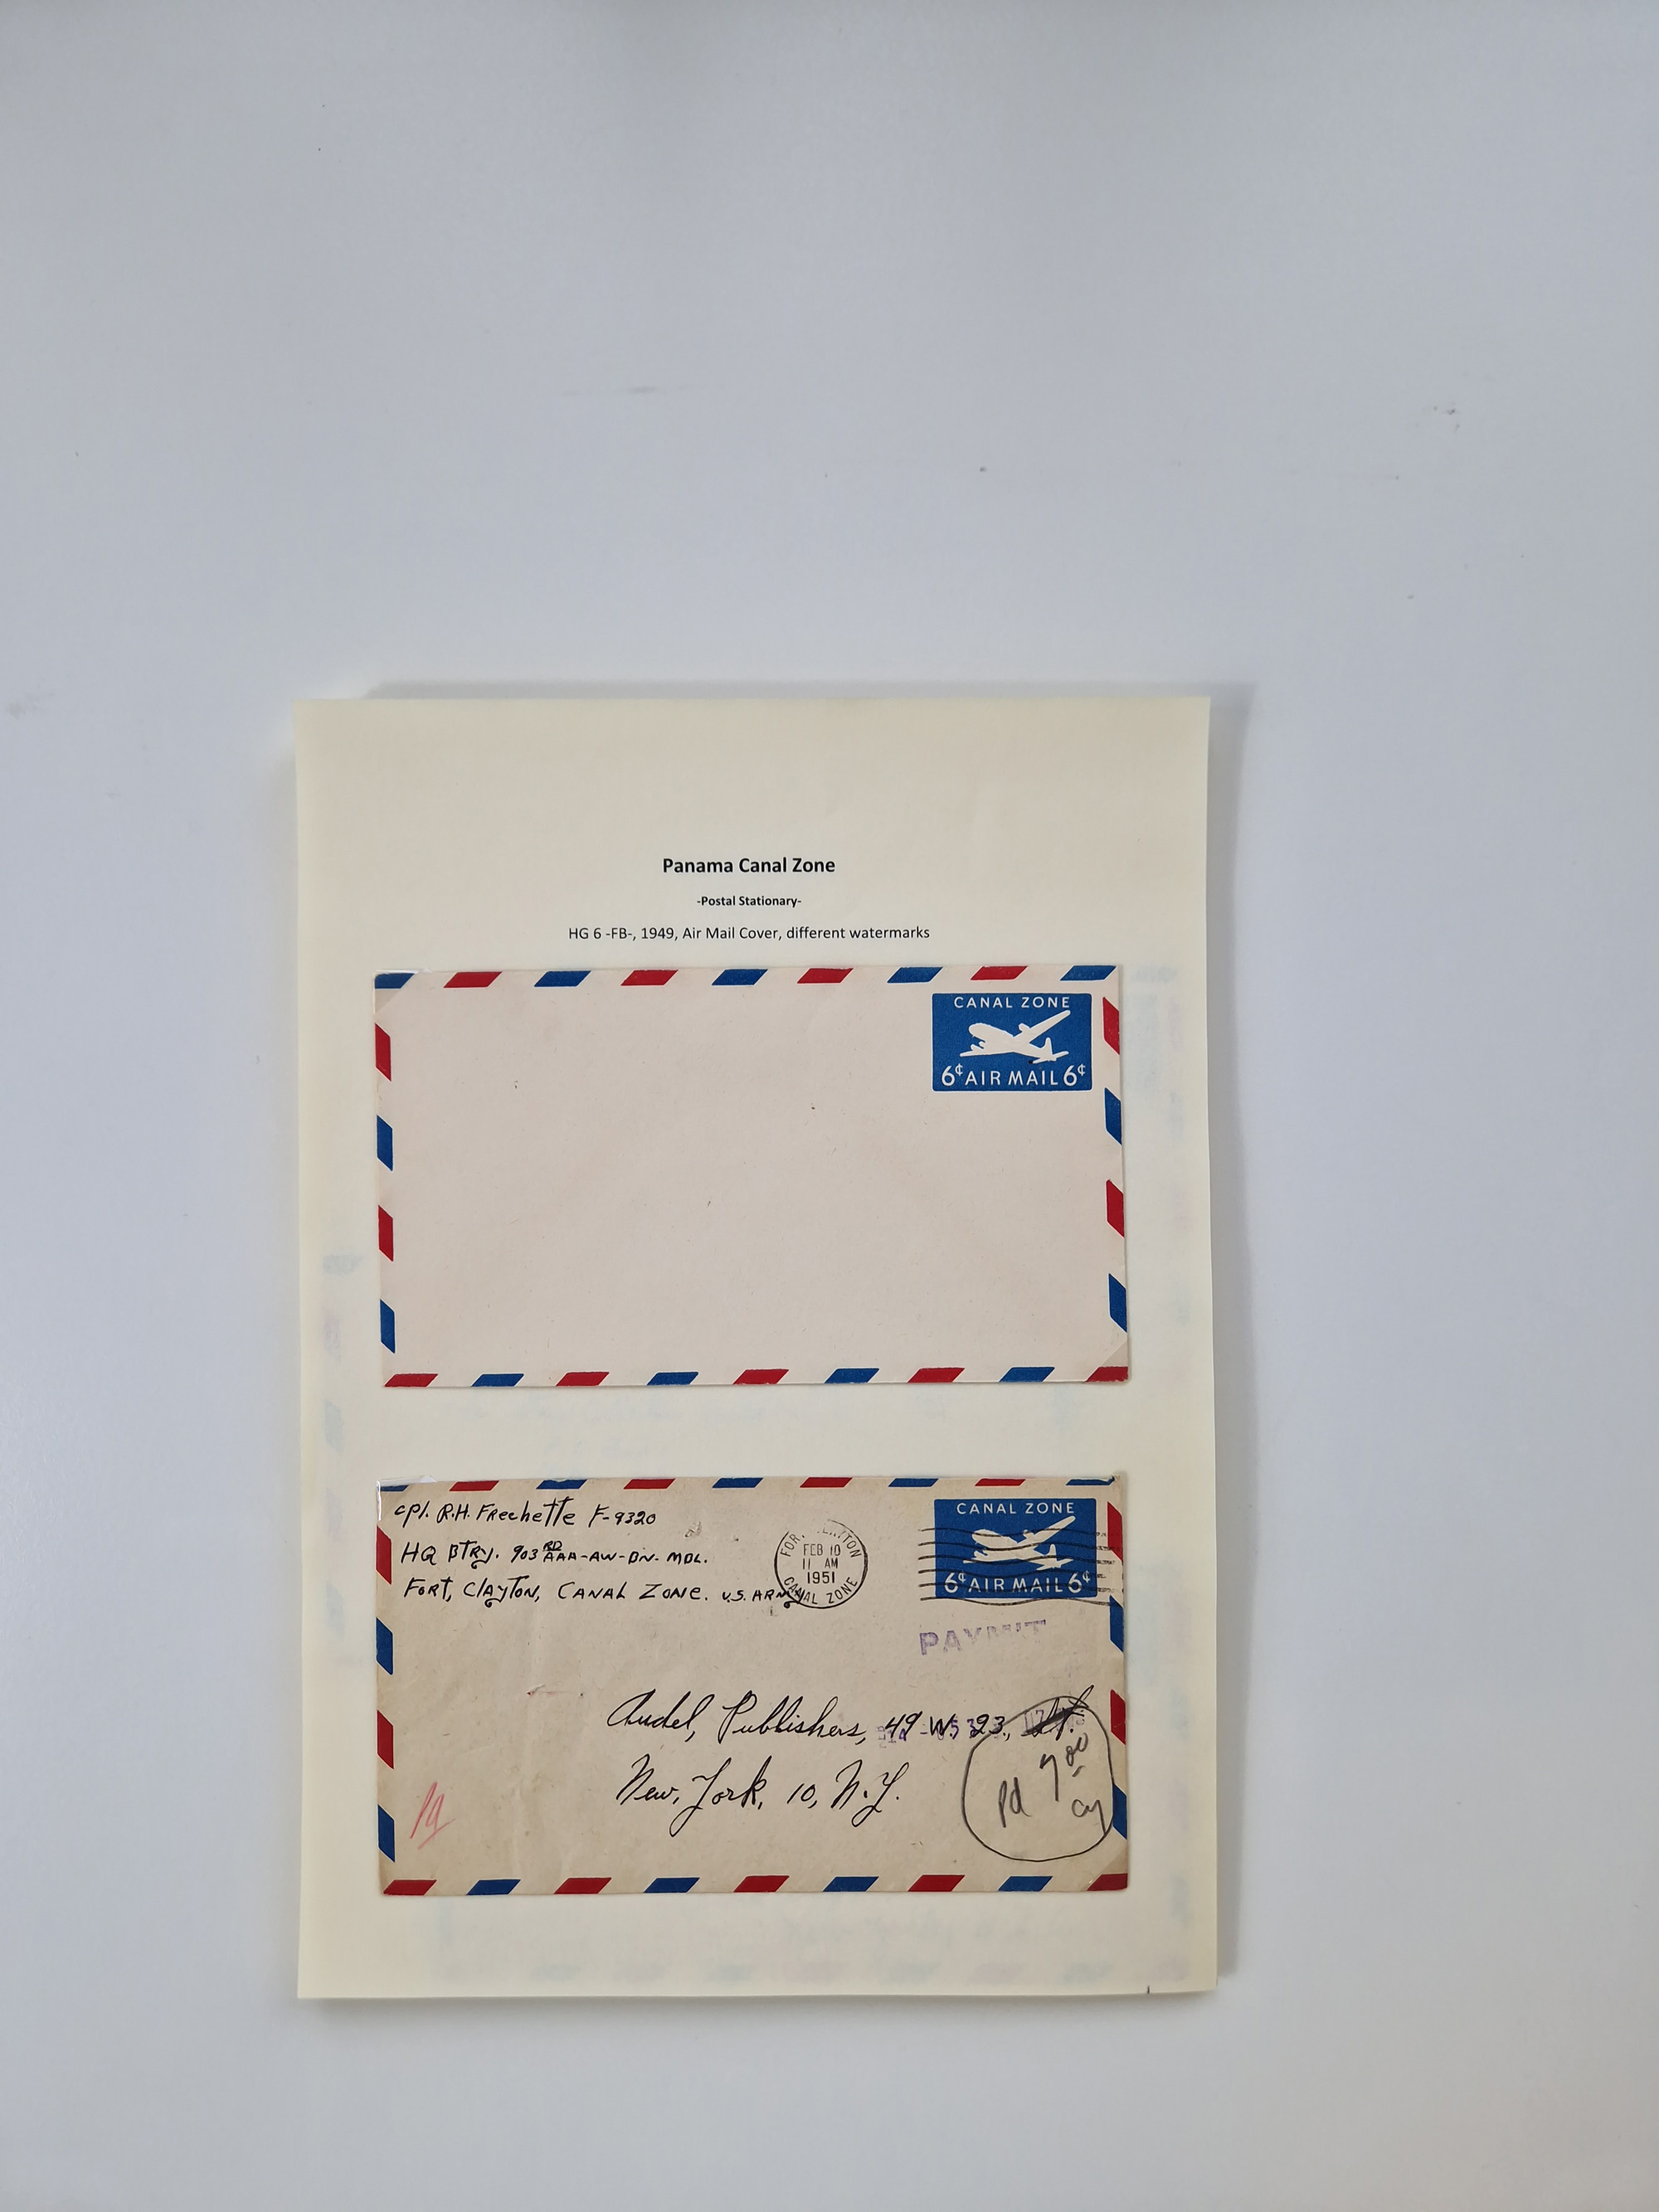 Panama Canal Zone
-Postal Stationary-
HG 6 -FB-, 1949, Air Mail Cover, different watermarks
CANAL ZONE
6¢ AIR MAIL 6¢
cpl. R.H. Frechette F-9320
HQ BTRY. 903RD AAA-AW-BN- MBL.
FORT, CLAYTON, CANAL ZONE. U.S. ARMY
FEB 10
11 AM
1951
CANAL ZONE
CANAL ZONE
6¢ AIR MAIL 6¢
PAYM'T
Audel, Publishers, 49 W. 23, St.
New, York, 10, N.Y.
Pd 7 00